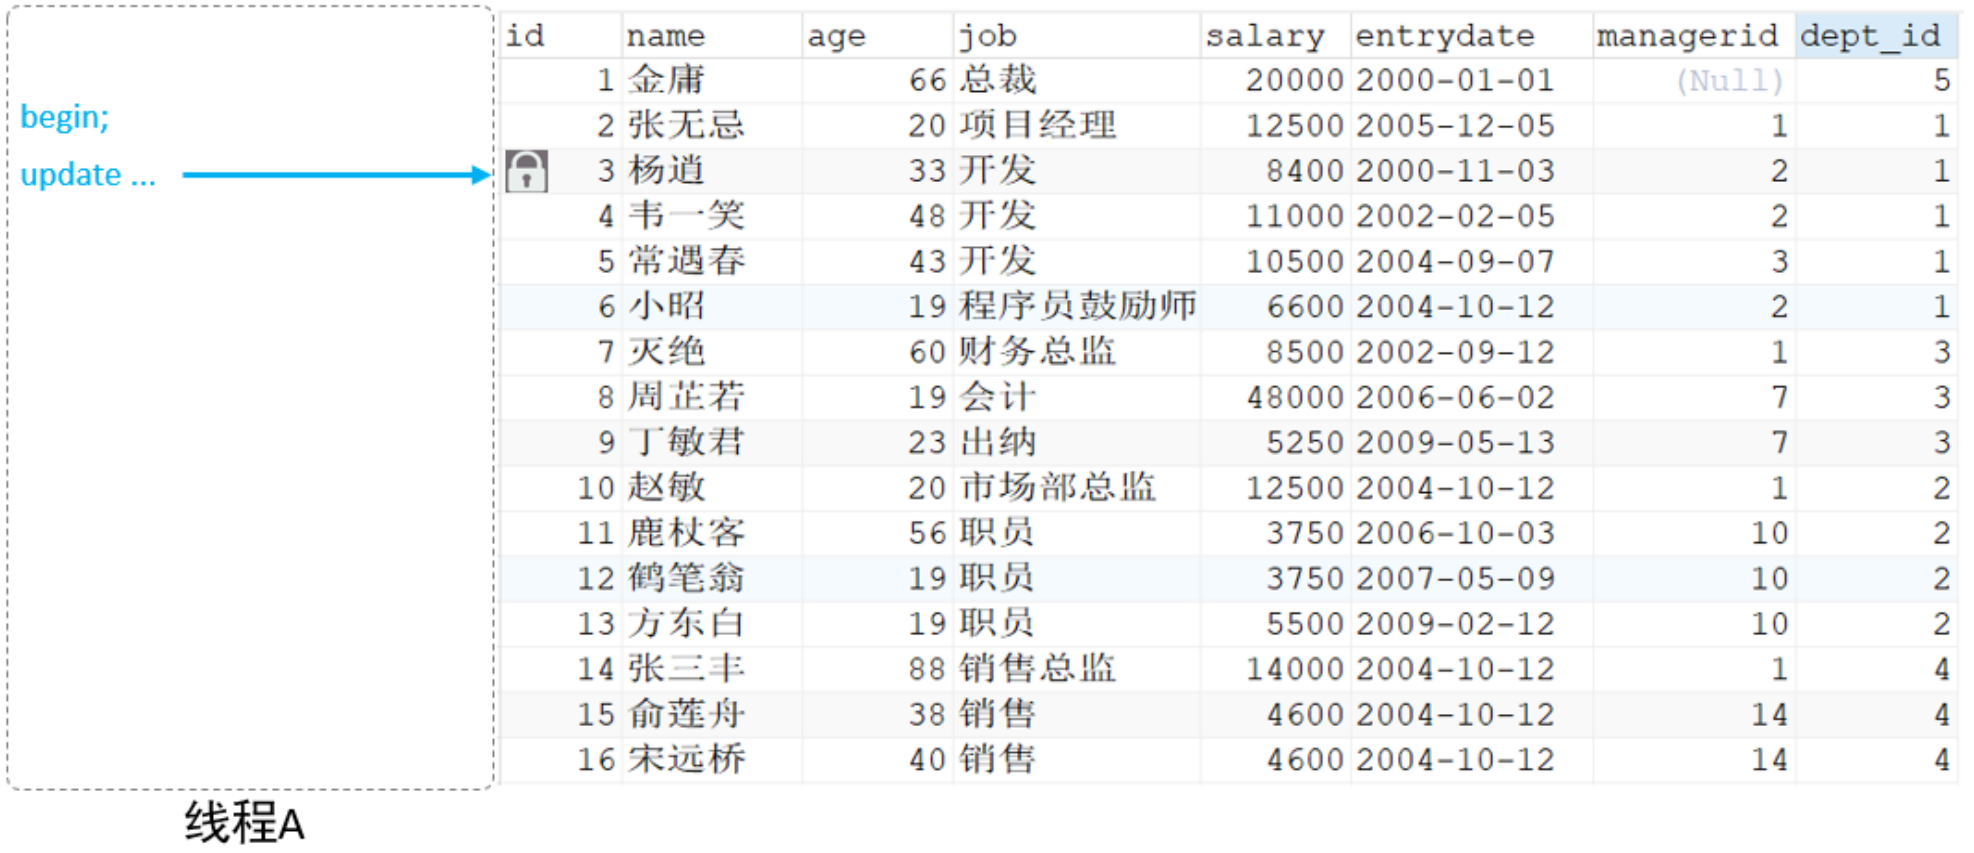 id name age job salary entrydate managerid dept_id
1 金庸 66 总裁 20000 2000-01-01 (Null) 5
begin;
2 张无忌 20 项目经理 12500 2005-12-05 1 1
update ...
3 杨逍 33 开发 8400 2000-11-03 2 1
4 韦一笑 48 开发 11000 2002-02-05 2 1
5 常遇春 43 开发 10500 2004-09-07 3 1
6 小昭 19 程序员鼓励师 6600 2004-10-12 2 1
7 灭绝 60 财务总监 8500 2002-09-12 1 3
8 周芷若 19 会计 48000 2006-06-02 7 3
9 丁敏君 23 出纳 5250 2009-05-13 7 3
10 赵敏 20 市场部总监 12500 2004-10-12 1 2
11 鹿杖客 56 职员 3750 2006-10-03 10 2
12 鹤笔翁 19 职员 3750 2007-05-09 10 2
13 方东白 19 职员 5500 2009-02-12 10 2
14 张三丰 88 销售总监 14000 2004-10-12 1 4
15 俞莲舟 38 销售 4600 2004-10-12 14 4
16 宋远桥 40 销售 4600 2004-10-12 14 4
线程A